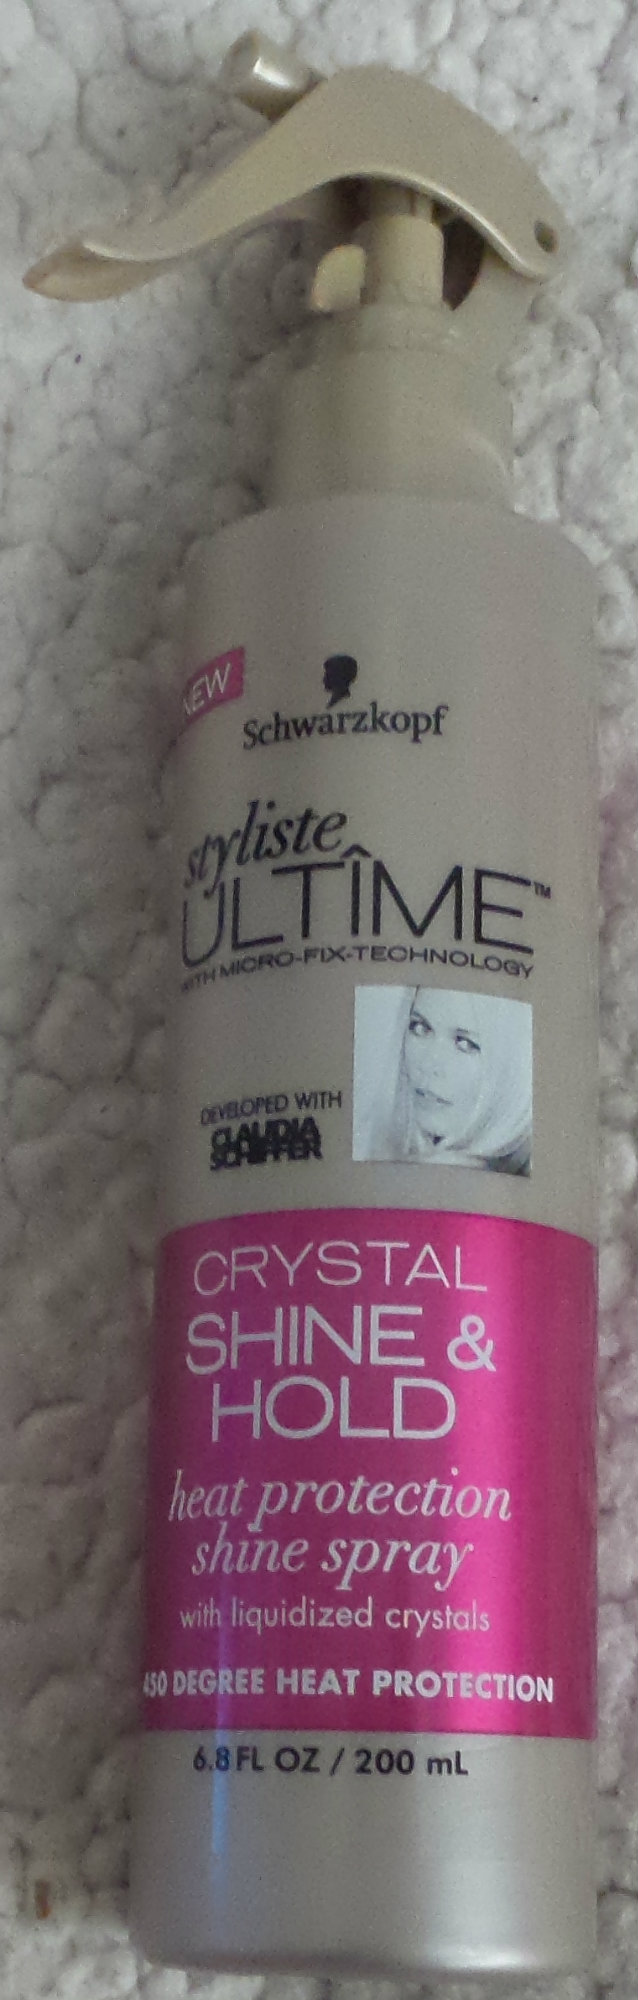 NEW
Schwarzkopf
styliste
ULTÎME™
WITH MICRO-FIX-TECHNOLOGY
DEVELOPED WITH
CLAUDIA
SCHIFFER
CRYSTAL
SHINE &
HOLD
heat protection
shine spray
with liquidized crystals
450 DEGREE HEAT PROTECTION
6.8 FL OZ / 200 mL